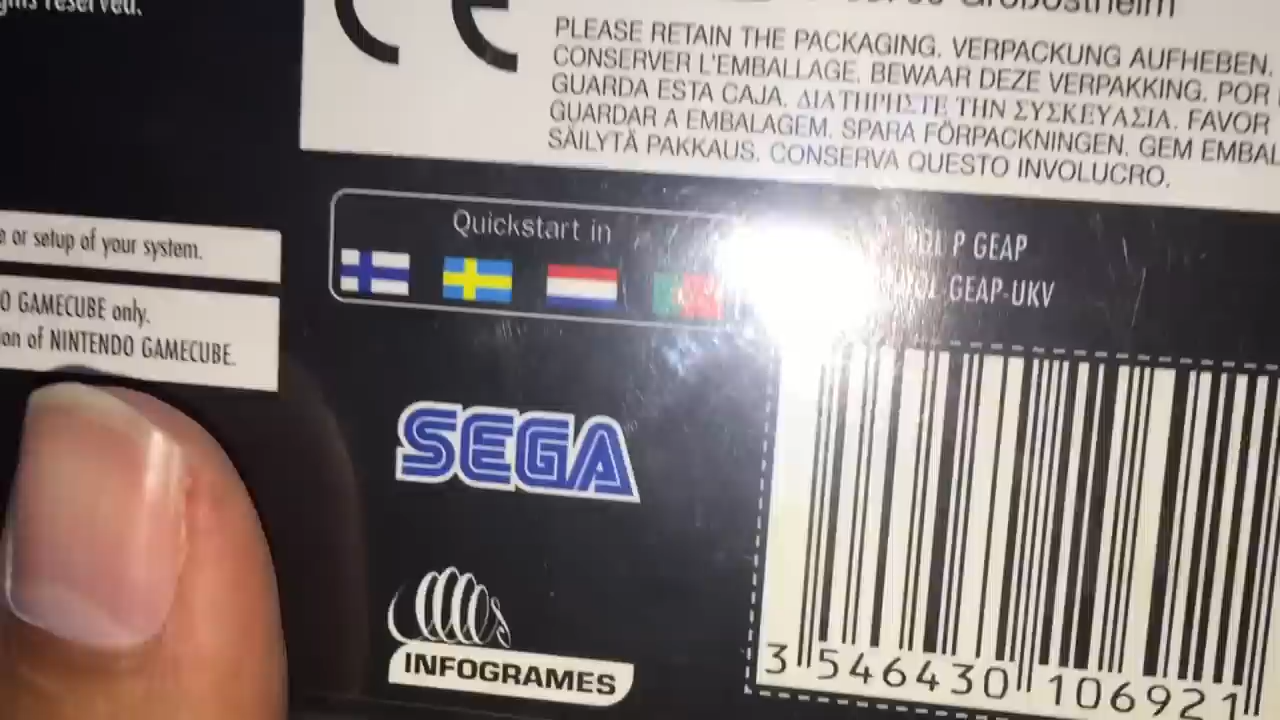 reserved.
Großostheim
PLEASE RETAIN THE PACKAGING. VERPACKUNG AUFHEBEN.
CONSERVER L'EMBALLAGE. BEWAAR DEZE VERPAKKING. POR
GUARDA ESTA CAJA. ΔΙΑΤΗΡΗΣΤΕ ΤΗΝ ΣΥΣΚΕΥΑΣΙΑ. FAVOR
GUARDAR A EMBALAGEM. SPARA FÖRPACKNINGEN. GEM EMBAL
SÄILYTÄ PAKKAUS. CONSERVA QUESTO INVOLUCRO.
or setup of your system.
GAMECUBE only.
of NINTENDO GAMECUBE.
Quickstart in
P GEAP
GEAP-UKV
SEGA
INFOGRAMES
3 546430 106921